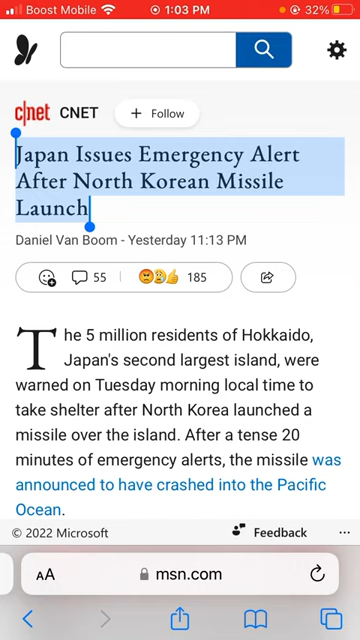 Boost Mobile 1:03 PM 32%
c|net CNET + Follow
Japan Issues Emergency Alert
After North Korean Missile
Launch
Daniel Van Boom - Yesterday 11:13 PM
55 185
The 5 million residents of Hokkaido,
Japan's second largest island, were
warned on Tuesday morning local time to
take shelter after North Korea launched a
missile over the island. After a tense 20
minutes of emergency alerts, the missile was
announced to have crashed into the Pacific
Ocean.
© 2022 Microsoft Feedback ...
AA msn.com